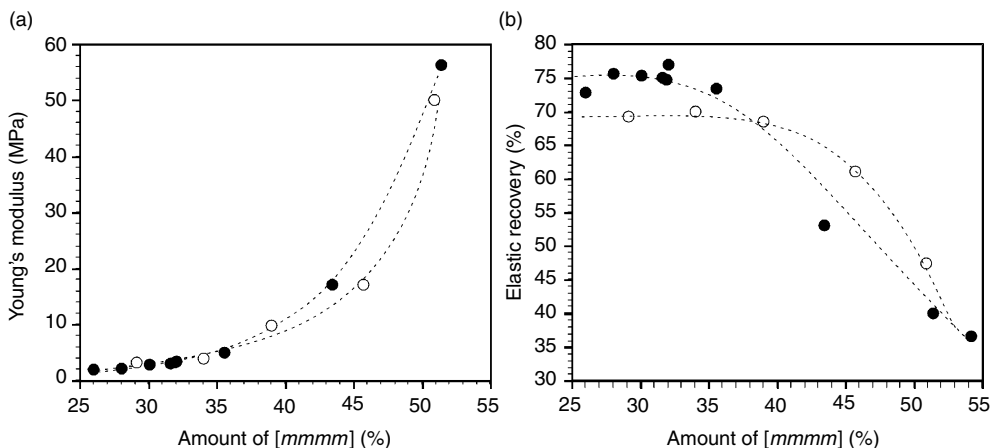 (a)
60
50
40
30
20
10
0
25 30 35 40 45 50 55
Young's modulus (MPa)
Amount of [mmmm] (%)
(b)
80
75
70
65
60
55
50
45
40
35
30
25 30 35 40 45 50 55
Elastic recovery (%)
Amount of [mmmm] (%)